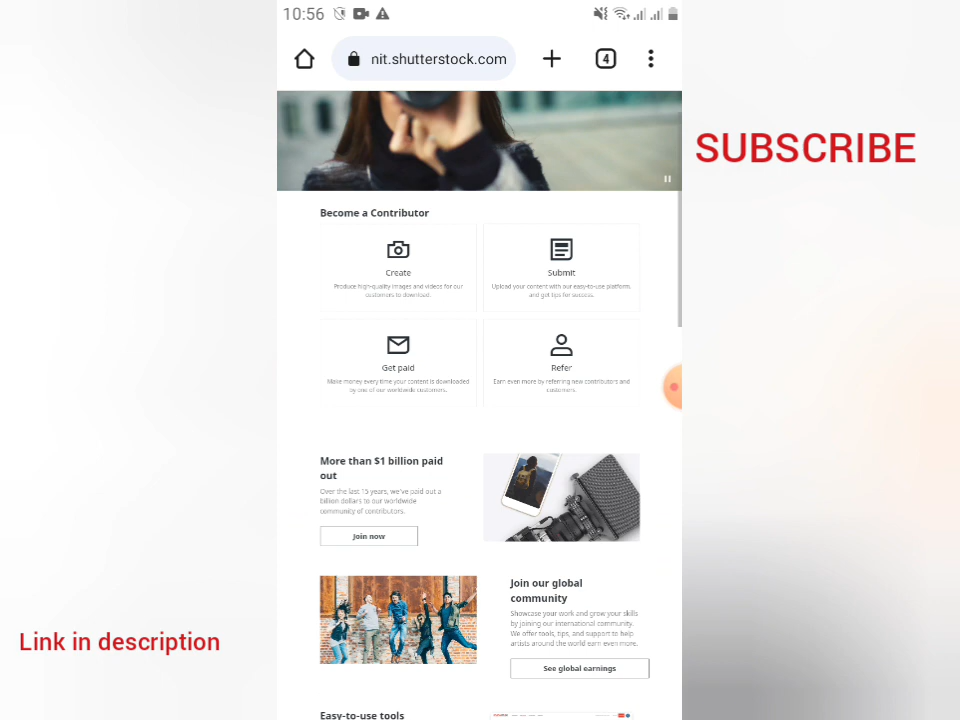 10:56
nit.shutterstock.com
4
SUBSCRIBE
Become a Contributor
Create
Produce high-quality images and videos for our
customers to download.
Submit
Upload your content with our easy-to-use platform,
and get tips for success.
Get paid
Make money every time your content is downloaded
by one of our worldwide customers.
Refer
Earn even more by referring new contributors and
customers.
More than $1 billion paid
out
Over the last 15 years, we've paid out a
billion dollars to our worldwide
community of contributors.
Join now
Join our global
community
Showcase your work and grow your skills
by joining our international community.
We offer tools, tips, and support to help
artists around the world earn even more.
See global earnings
Link in description
Easy-to-use tools